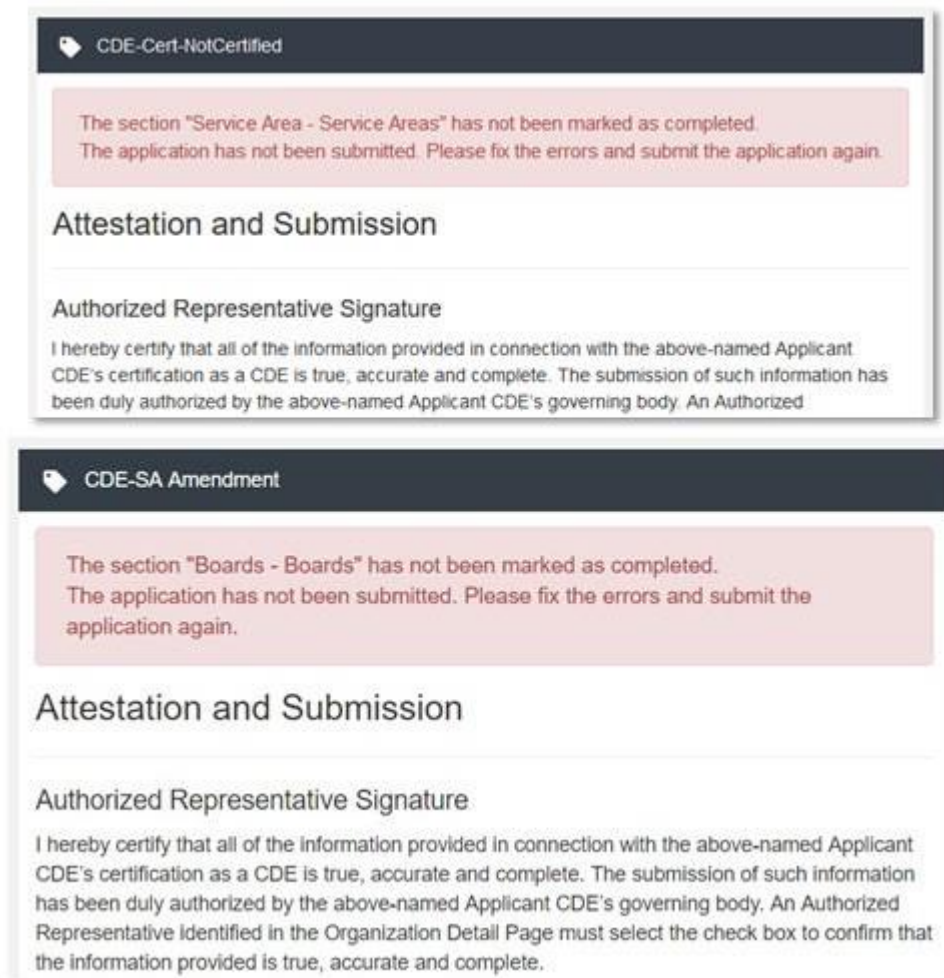 CDE-Cert-NotCertified
The section "Service Area - Service Areas" has not been marked as completed.
The application has not been submitted. Please fix the errors and submit the application again.
Attestation and Submission
Authorized Representative Signature
I hereby certify that all of the information provided in connection with the above-named Applicant
CDE's certification as a CDE is true, accurate and complete. The submission of such information has
been duly authorized by the above-named Applicant CDE's governing body. An Authorized
CDE-SA Amendment
The section "Boards - Boards" has not been marked as completed.
The application has not been submitted. Please fix the errors and submit the
application again.
Attestation and Submission
Authorized Representative Signature
I hereby certify that all of the information provided in connection with the above-named Applicant
CDE's certification as a CDE is true, accurate and complete. The submission of such information
has been duly authorized by the above-named Applicant CDE's governing body. An Authorized
Representative identified in the Organization Detail Page must select the check box to confirm that
the information provided is true, accurate and complete.